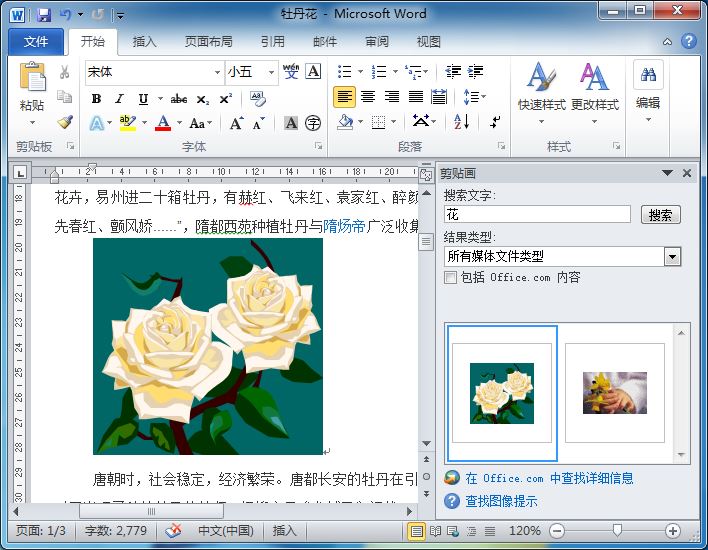 牡丹花 - Microsoft Word
文件 开始 插入 页面布局 引用 邮件 审阅 视图
宋体 小五 wén 文 A
粘贴 B I U abc x₂ x² 快速样式 更改样式 编辑
A ab A Aa A A A 字
剪贴板 字体 段落 样式
剪贴画
搜索文字:
花 搜索
结果类型:
所有媒体文件类型
包括 Office.com 内容
花卉，易州进二十箱牡丹，有赫红、飞来红、袁家红、醉颜
先春红、颤风娇……”，隋都西苑种植牡丹与隋炀帝广泛收集
唐朝时，社会稳定，经济繁荣。唐都长安的牡丹在引
在 Office.com 中查找详细信息
查找图像提示
页面: 1/3 字数: 2,779 中文(中国) 插入 120%